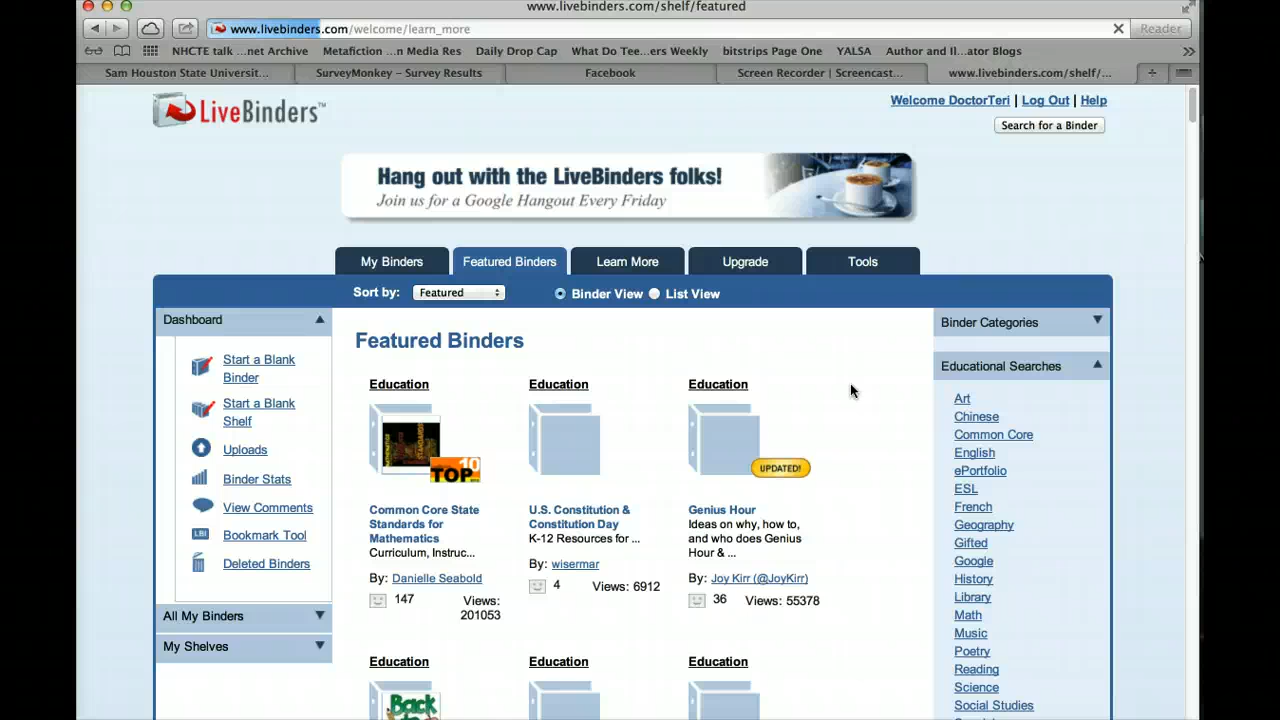 www.livebinders.com/shelf/featured
www.livebinders.com/welcome/learn_more
Reader
NHCTE talk ...net Archive
Metafiction ...n Med Res
Daily Drop Cap
What Do Tee...ers Weekly
bitstrips Page One
YALSA
Author and Il...ator Blogs
Sam Houston State Universit...
SurveyMonkey – Survey Results
Facebook
Screen Recorder | Screencast...
www.livebinders.com/shelf/...
LiveBinders™
Welcome DoctorTeri | Log Out | Help
Search for a Binder
Hang out with the LiveBinders folks!
Join us for a Google Hangout Every Friday
My Binders
Featured Binders
Learn More
Upgrade
Tools
Sort by:
Featured
Binder View
List View
Dashboard
Start a Blank
Binder
Start a Blank
Shelf
Uploads
Binder Stats
View Comments
LBI
Bookmark Tool
Deleted Binders
All My Binders
My Shelves
Featured Binders
Education
TOP 10
Common Core State
Standards for
Mathematics
Curriculum, Instruc...
By: Danielle Seabold
147
Views:
201053
Education
U.S. Constitution &
Constitution Day
K-12 Resources for ...
By: wisermar
4
Views: 6912
Education
UPDATED!
Genius Hour
Ideas on why, how to,
and who does Genius
Hour & ...
By: Joy Kirr (@JoyKirr)
36
Views: 55378
Education
Back
Education
Education
Binder Categories
Educational Searches
Art
Chinese
Common Core
English
ePortfolio
ESL
French
Geography
Gifted
Google
History
Library
Math
Music
Poetry
Reading
Science
Social Studies